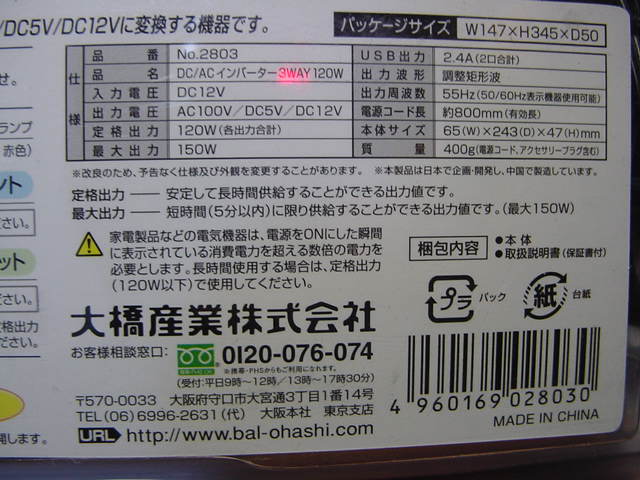 /DC5V/DC12Vに変換する機器です。
パッケージサイズ W147×H345×D50
仕様
品番 No.2803 USB出力 2.4A(2口合計)
品名 DC/ACインバーター3WAY120W 出力波形 調整矩形波
入力電圧 DC12V 出力周波数 55Hz(50/60Hz表示機器使用可能)
出力電圧 AC100V/DC5V/DC12V 電源コード長 約800mm(有効長)
定格出力 120W(各出力合計) 本体サイズ 65(W)×243(D)×47(H)mm
最大出力 150W 質量 400g(電源コード、アクセサリープラグ含む)
※改良のため、予告なく仕様及び外観を変更することがあります。 ※本製品は日本で企画・開発し、中国で製造しています。
せ。
ランプ
赤色)
ント
ださい。
ット
定格出力 ― 安定して長時間供給することができる出力値です。
最大出力 ― 短時間(5分以内)に限り供給することができる出力値です。(最大150W)
家電製品などの電気機器は、電源をONにした瞬間
に表示されている消費電力を超える数倍の電力を
必要とします。長時間使用する場合は、定格出力
(120W以下)で使用してください。
梱包内容
●本体
●取扱説明書(保証書付)
ださい。
定格出力
ださい。
プラ パック
紙 台紙
大橋産業株式会社
お客様相談窓口: 0120-076-074
※携帯・PHSからもご利用になれます。
(受付:平日9時~12時/13時~17時30分)
〒570-0033 大阪府守口市大宮通3丁目1番14号
TEL(06)6996-2631(代) 大阪本社 東京支店
URL http://www.bal-ohashi.com/
4 960169 028030
MADE IN CHINA